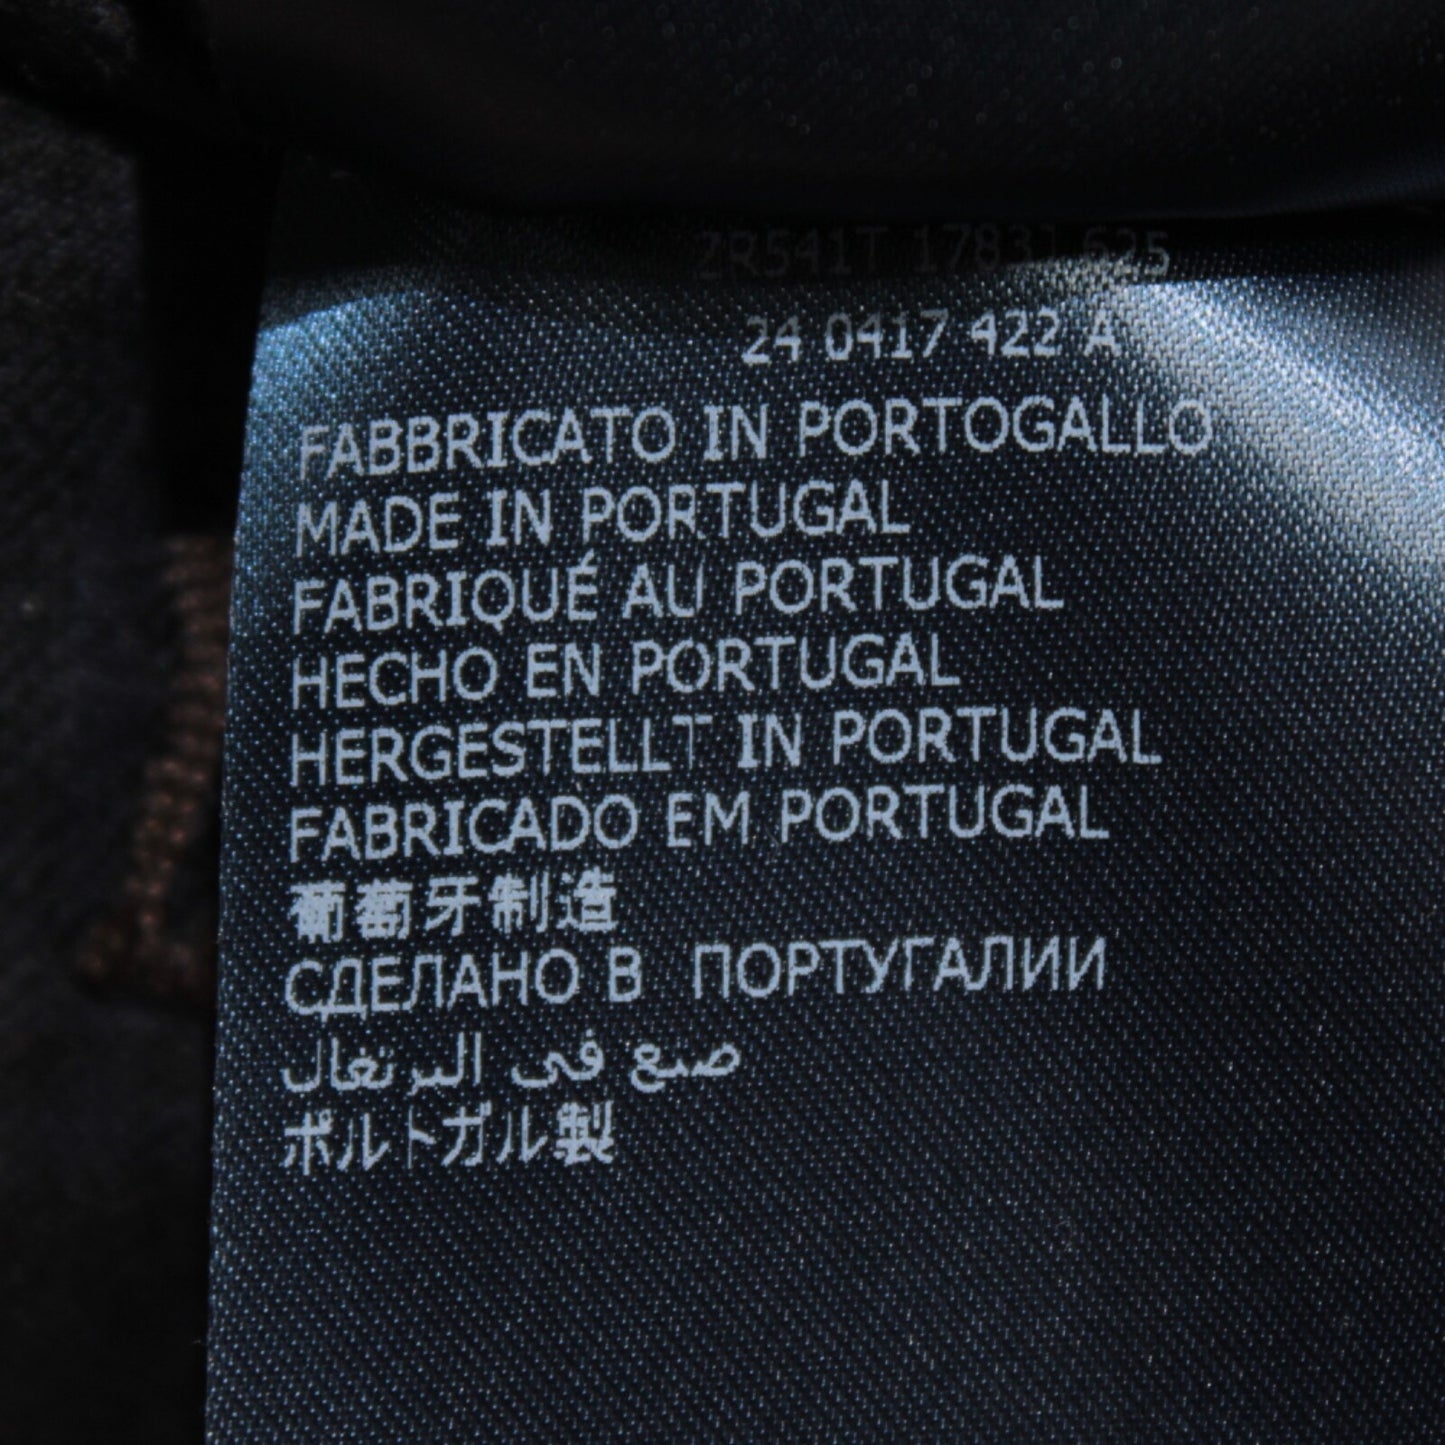 ZR541T 17831 625
24 0417 422 A
FABBRICATO IN PORTOGALLO
MADE IN PORTUGAL
FABRIQUÉ AU PORTUGAL
HECHO EN PORTUGAL
HERGESTELLT IN PORTUGAL
FABRICADO EM PORTUGAL
葡萄牙制造
СДЕЛАНО В ПОРТУГАЛИИ
صنع فى البرتغال
ポルトガル製